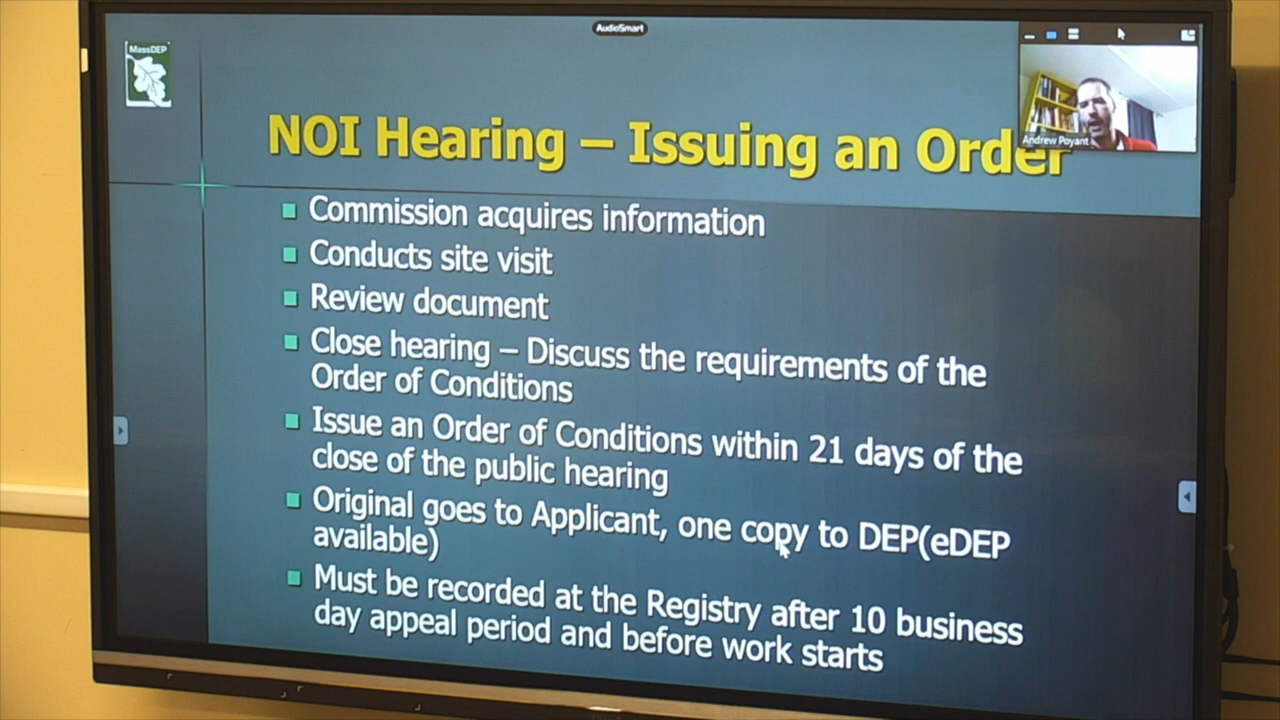 AudioSmart
MassDEP
Andrew Poyant
NOI Hearing – Issuing an Order
Commission acquires information
Conducts site visit
Review document
Close hearing – Discuss the requirements of the
Order of Conditions
Issue an Order of Conditions within 21 days of the
close of the public hearing
Original goes to Applicant, one copy to DEP(eDEP
available)
Must be recorded at the Registry after 10 business
day appeal period and before work starts